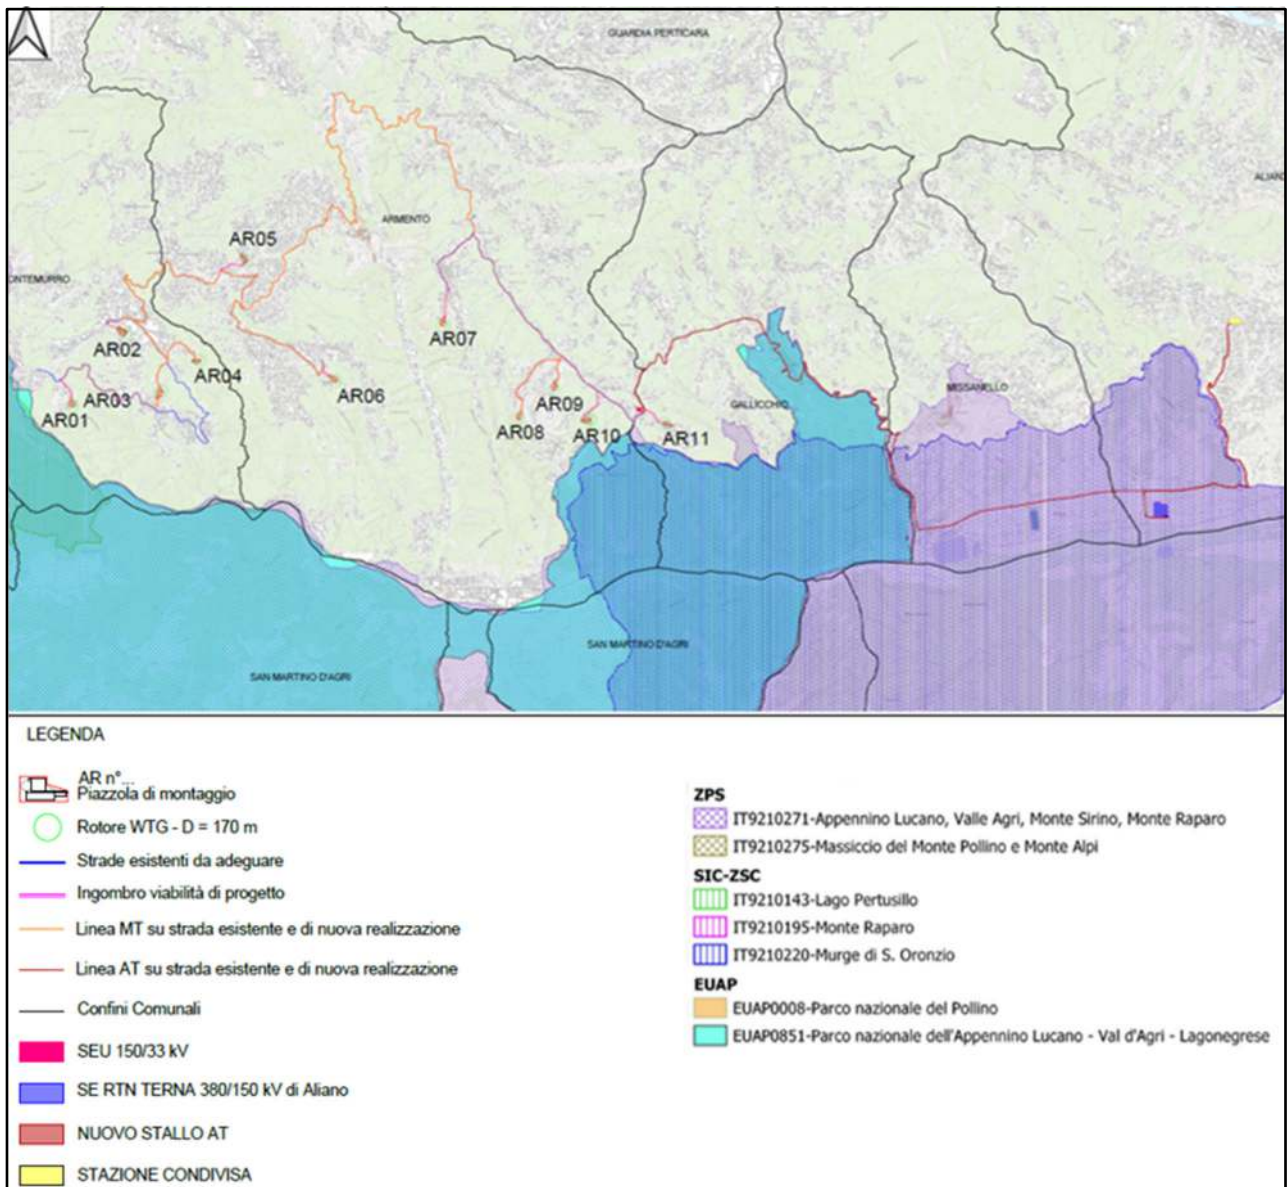 GUARDIA PERTICARA
ARMENTO
AR05
AR02
AR07
AR04
AR06
AR03
AR01
AR09
AR08
AR10
AR11
MISSANELLO
GALLICCHIO
SAN MARTINO D'AGRI
SAN MARTINO D'AGRI
LEGENDA
AR n°...
Piazzola di montaggio
Rotore WTG - D = 170 m
Strade esistenti da adeguare
Ingombro viabilità di progetto
Linea MT su strada esistente e di nuova realizzazione
Linea AT su strada esistente e di nuova realizzazione
Confini Comunali
SEU 150/33 kV
SE RTN TERNA 380/150 kV di Aliano
NUOVO STALLO AT
STAZIONE CONDIVISA
ZPS
IT9210271-Appennino Lucano, Valle Agri, Monte Sirino, Monte Raparo
IT9210275-Massiccio del Monte Pollino e Monte Alpi
SIC-ZSC
IT9210143-Lago Pertusillo
IT9210195-Monte Raparo
IT9210220-Murge di S. Oronzio
EUAP
EUAP0008-Parco nazionale del Pollino
EUAP0851-Parco nazionale dell'Appennino Lucano - Val d'Agri - Lagonegrese